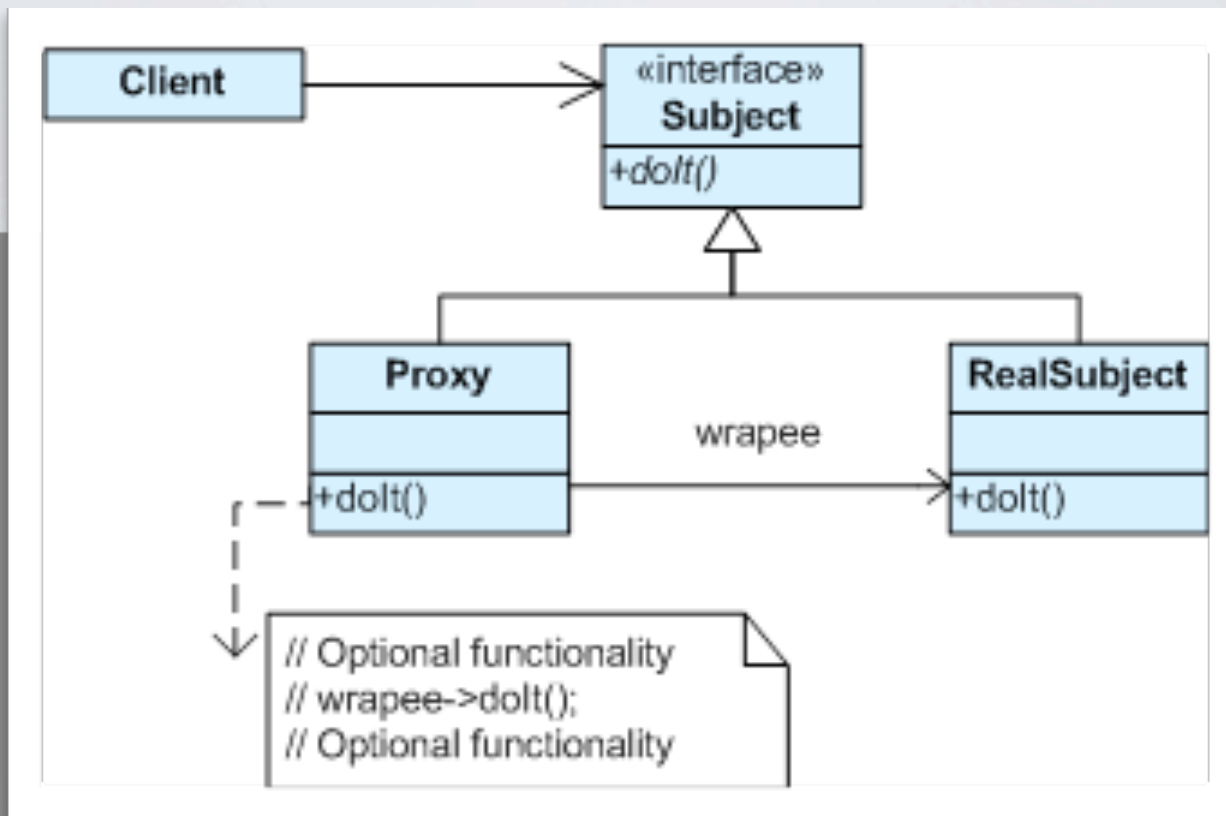 Client
«interface»
Subject
+doIt()
Proxy
+doIt()
wrapee
RealSubject
+doIt()
// Optional functionality
// wrapee->doIt();
// Optional functionality